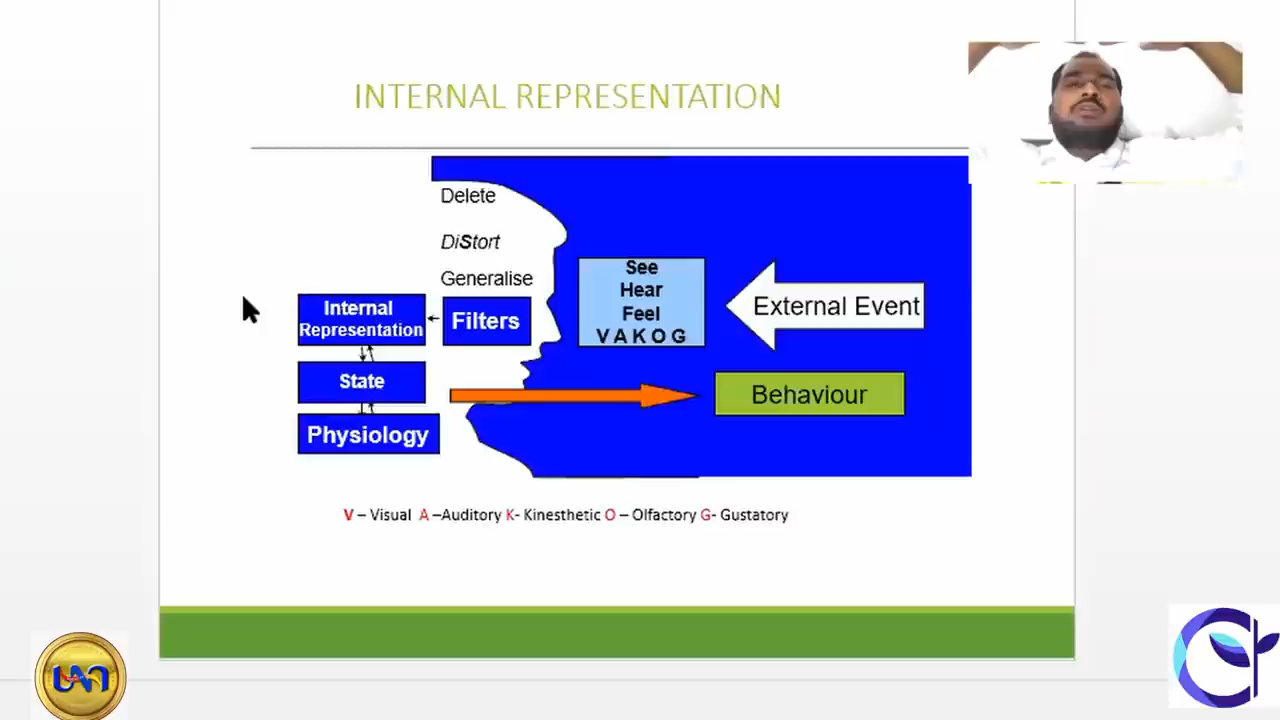 INTERNAL REPRESENTATION
Delete
DiStort
Generalise
Internal
Representation
Filters
State
Physiology
See
Hear
Feel
V A K O G
External Event
Behaviour
V – Visual A –Auditory K- Kinesthetic O – Olfactory G- Gustatory